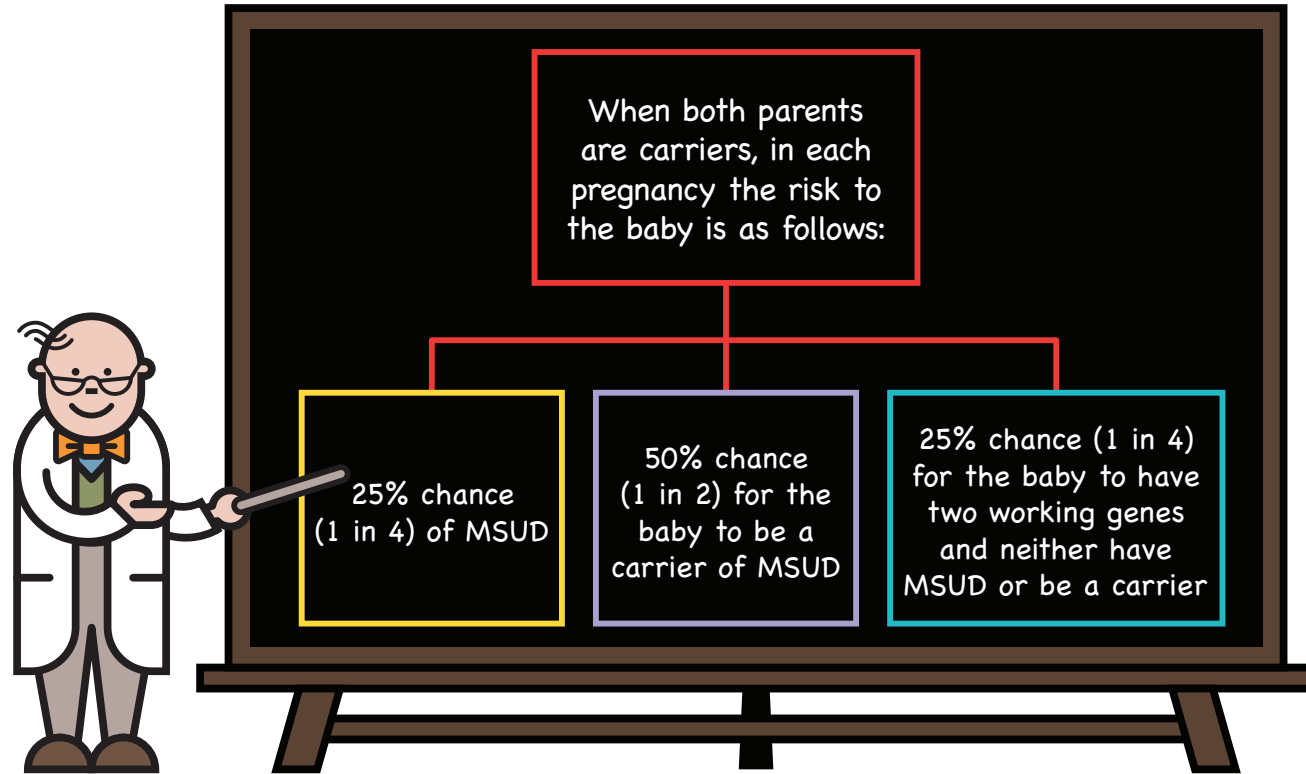 When both parents
are carriers, in each
pregnancy the risk to
the baby is as follows:
25% chance
(1 in 4) of MSUD
50% chance
(1 in 2) for the
baby to be a
carrier of MSUD
25% chance (1 in 4)
for the baby to have
two working genes
and neither have
MSUD or be a carrier